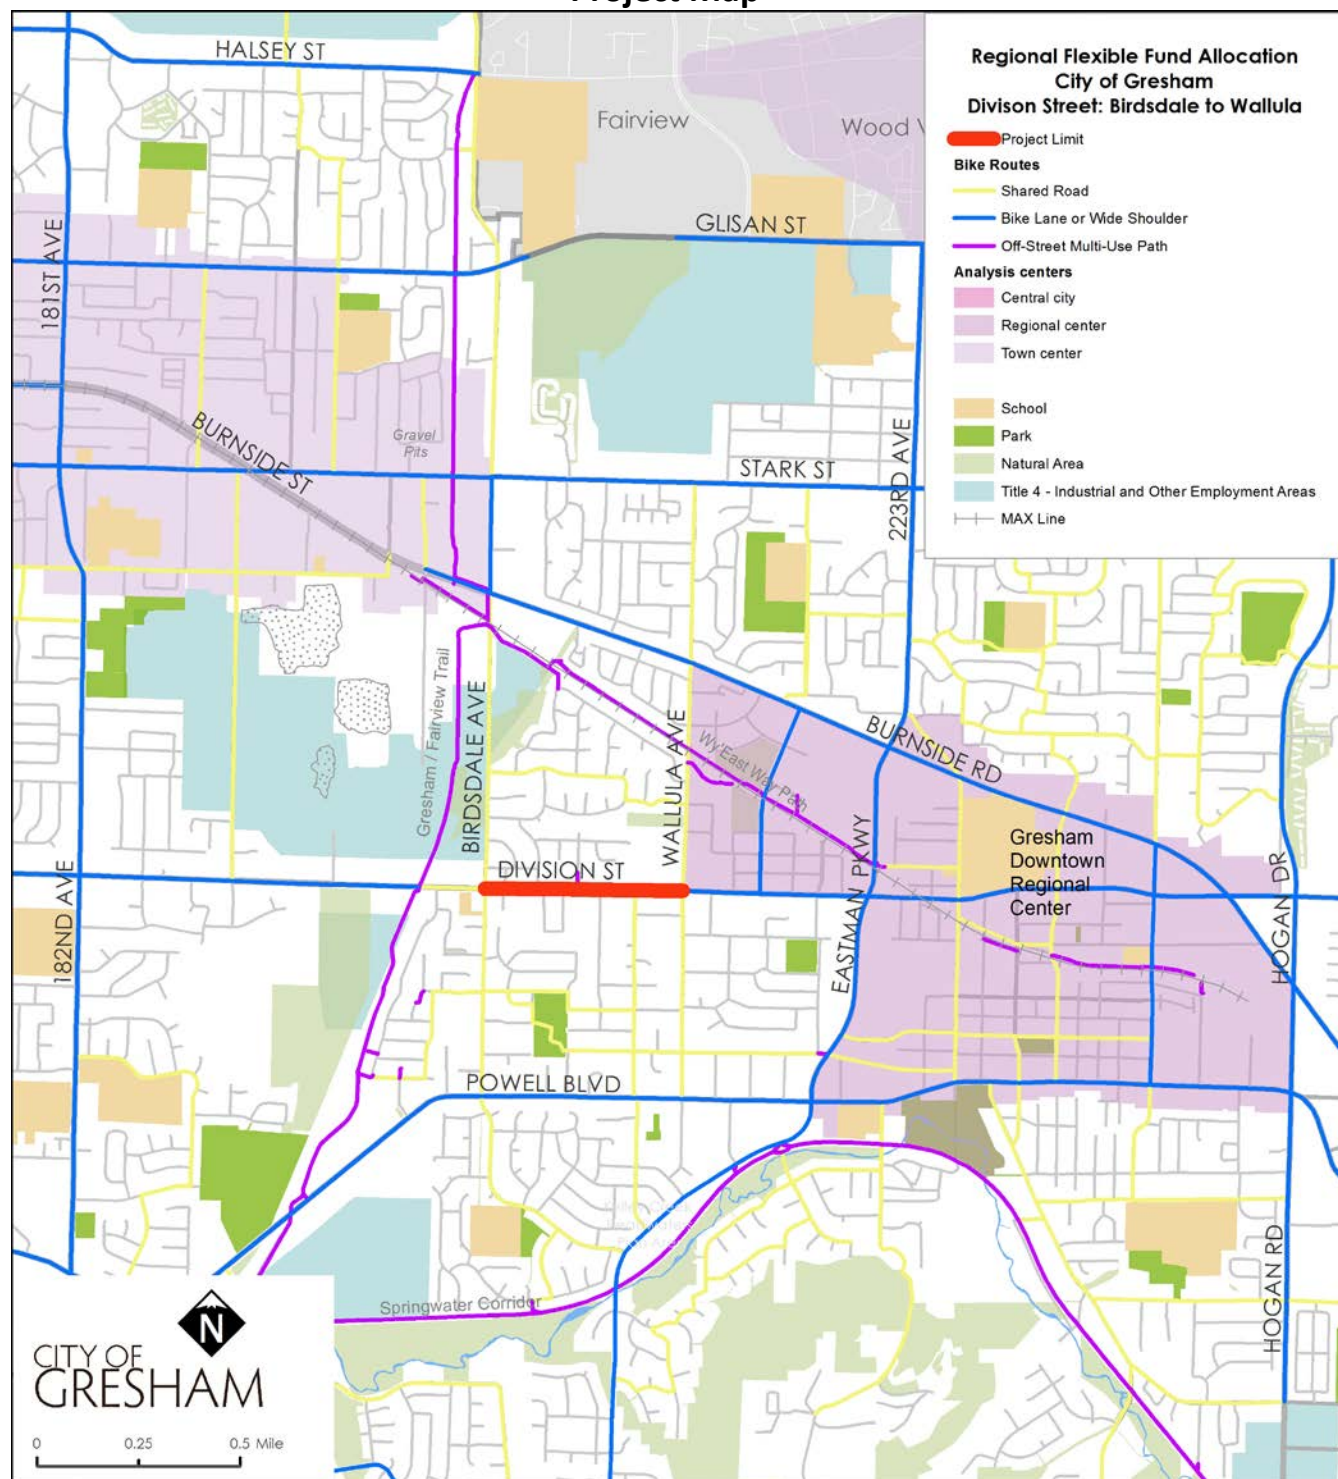 Project Map
HALSEY ST
Fairview
Wood V
GLISAN ST
181ST AVE
BURNSIDE ST
Gravel
Pits
STARK ST
223RD AVE
Regional Flexible Fund Allocation
City of Gresham
Divison Street: Birdsdale to Wallula
Project Limit
Bike Routes
Shared Road
Bike Lane or Wide Shoulder
Off-Street Multi-Use Path
Analysis centers
Central city
Regional center
Town center
School
Park
Natural Area
Title 4 - Industrial and Other Employment Areas
MAX Line
Gresham / Fairview Trail
BIRDSDALE AVE
WALLULA AVE
Wy'East Way Path
BURNSIDE RD
DIVISION ST
EASTMAN PKWY
Gresham
Downtown
Regional
Center
HOGAN DR
182ND AVE
POWELL BLVD
Springwater Corridor
HOGAN RD
N
CITY OF
GRESHAM
0 0.25 0.5 Mile